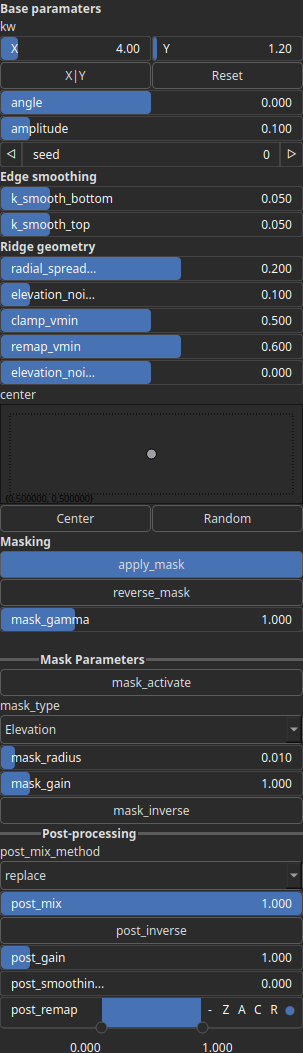 Base paramaters
kw
X 4.00 Y 1.20
X|Y Reset
angle 0.000
amplitude 0.100
seed 0
Edge smoothing
k_smooth_bottom 0.050
k_smooth_top 0.050
Ridge geometry
radial_spread... 0.200
elevation_noi... 0.100
clamp_vmin 0.500
remap_vmin 0.600
elevation_noi... 0.000
center
(0.500000, 0.500000)
Center Random
Masking
apply_mask
reverse_mask
mask_gamma 1.000
Mask Parameters
mask_activate
mask_type
Elevation
mask_radius 0.010
mask_gain 1.000
mask_inverse
Post-processing
post_mix_method
replace
post_mix 1.000
post_inverse
post_gain 1.000
post_smoothin... 0.000
post_remap - Z A C R
0.000 1.000